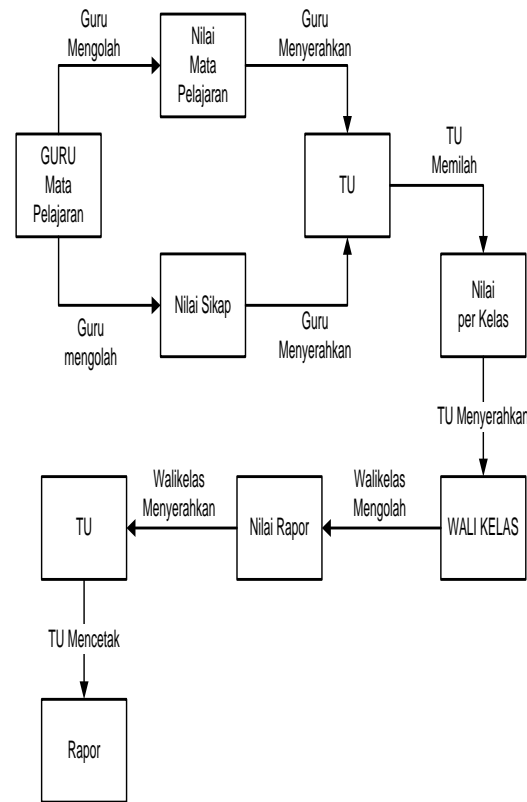 Guru
Mengolah
Nilai
Mata
Pelajaran
Guru
Menyerahkan
GURU
Mata
Pelajaran
TU
TU
Memilah
Guru
mengolah
Nilai Sikap
Guru
Menyerahkan
Nilai
per Kelas
TU Menyerahkan
WALI KELAS
Walikelas
Mengolah
Nilai Rapor
Walikelas
Menyerahkan
TU
TU Mencetak
Rapor